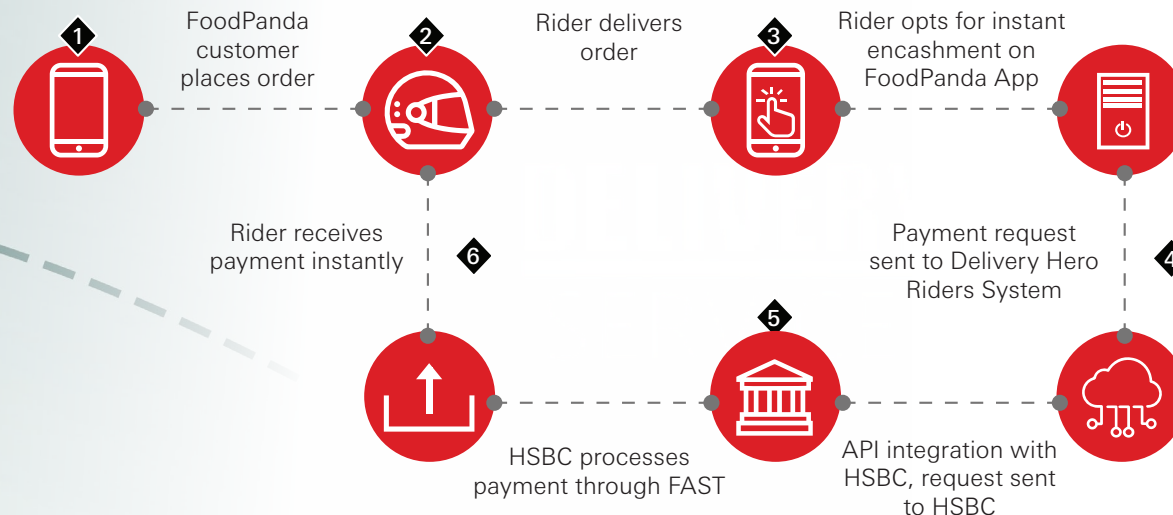 1
FoodPanda
customer
places order
2
Rider delivers
order
3
Rider opts for instant
encashment on
FoodPanda App
Rider receives
payment instantly
6
Payment request
sent to Delivery Hero
Riders System
4
5
HSBC processes
payment through FAST
API integration with
HSBC, request sent
to HSBC